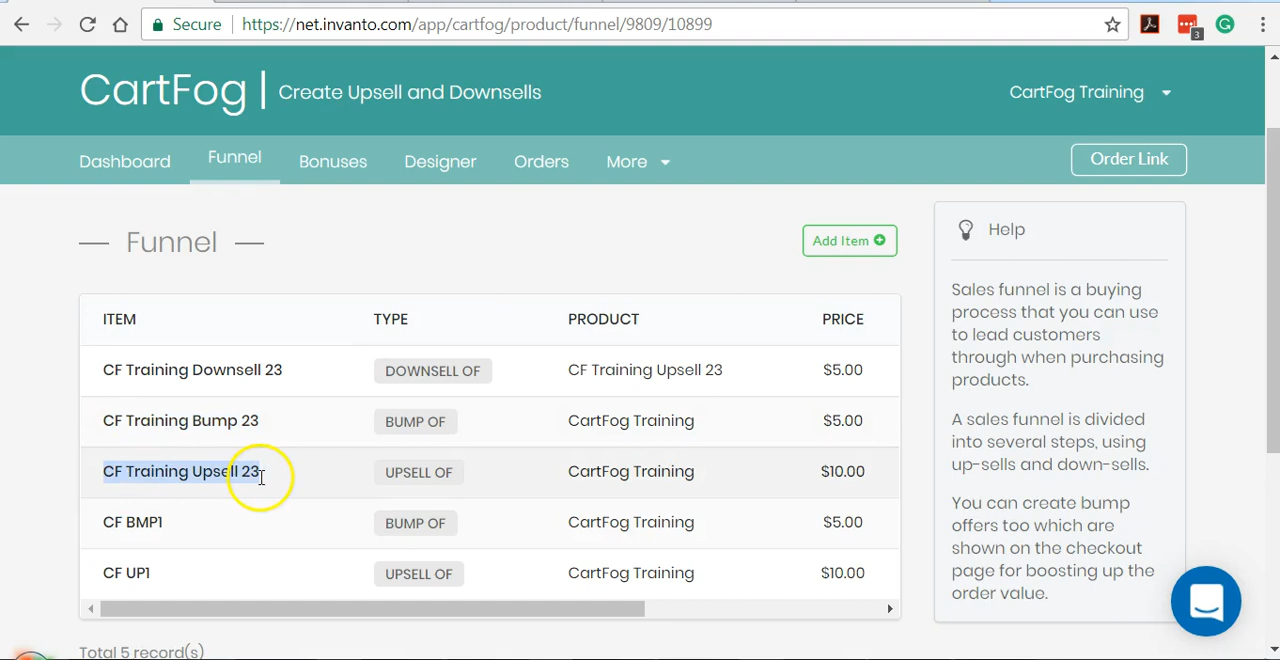 Secure
https://net.invanto.com/app/cartfog/product/funnel/9809/10899
3
CartFog | Create Upsell and Downsells
CartFog Training
Dashboard Funnel Bonuses Designer Orders More
Order Link
Funnel
Add Item
ITEM TYPE PRODUCT PRICE
CF Training Downsell 23 DOWNSELL OF CF Training Upsell 23 $5.00
CF Training Bump 23 BUMP OF CartFog Training $5.00
CF Training Upsell 23 UPSELL OF CartFog Training $10.00
CF BMP1 BUMP OF CartFog Training $5.00
CF UP1 UPSELL OF CartFog Training $10.00
Total 5 record(s)
Help
Sales funnel is a buying
process that you can use
to lead customers
through when purchasing
products.
A sales funnel is divided
into several steps, using
up-sells and down-sells.
You can create bump
offers too which are
shown on the checkout
page for boosting up the
order value.